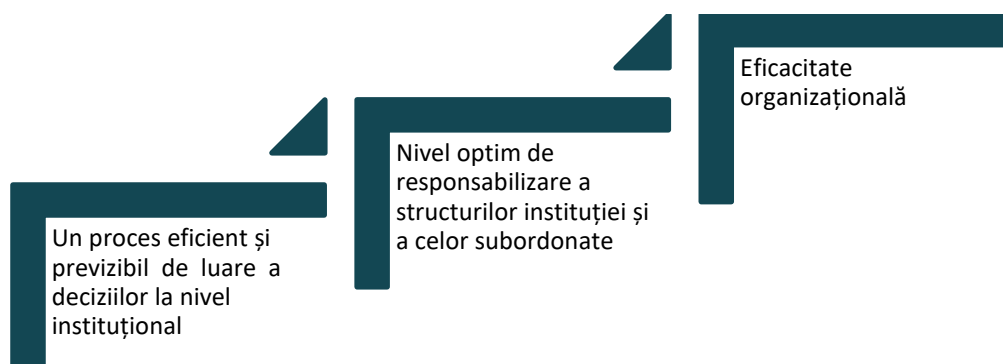 Un proces eficient și
previzibil de luare a
deciziilor la nivel
instituțional
Nivel optim de
responsabilizare a
structurilor instituției și
a celor subordonate
Eficacitate
organizațională